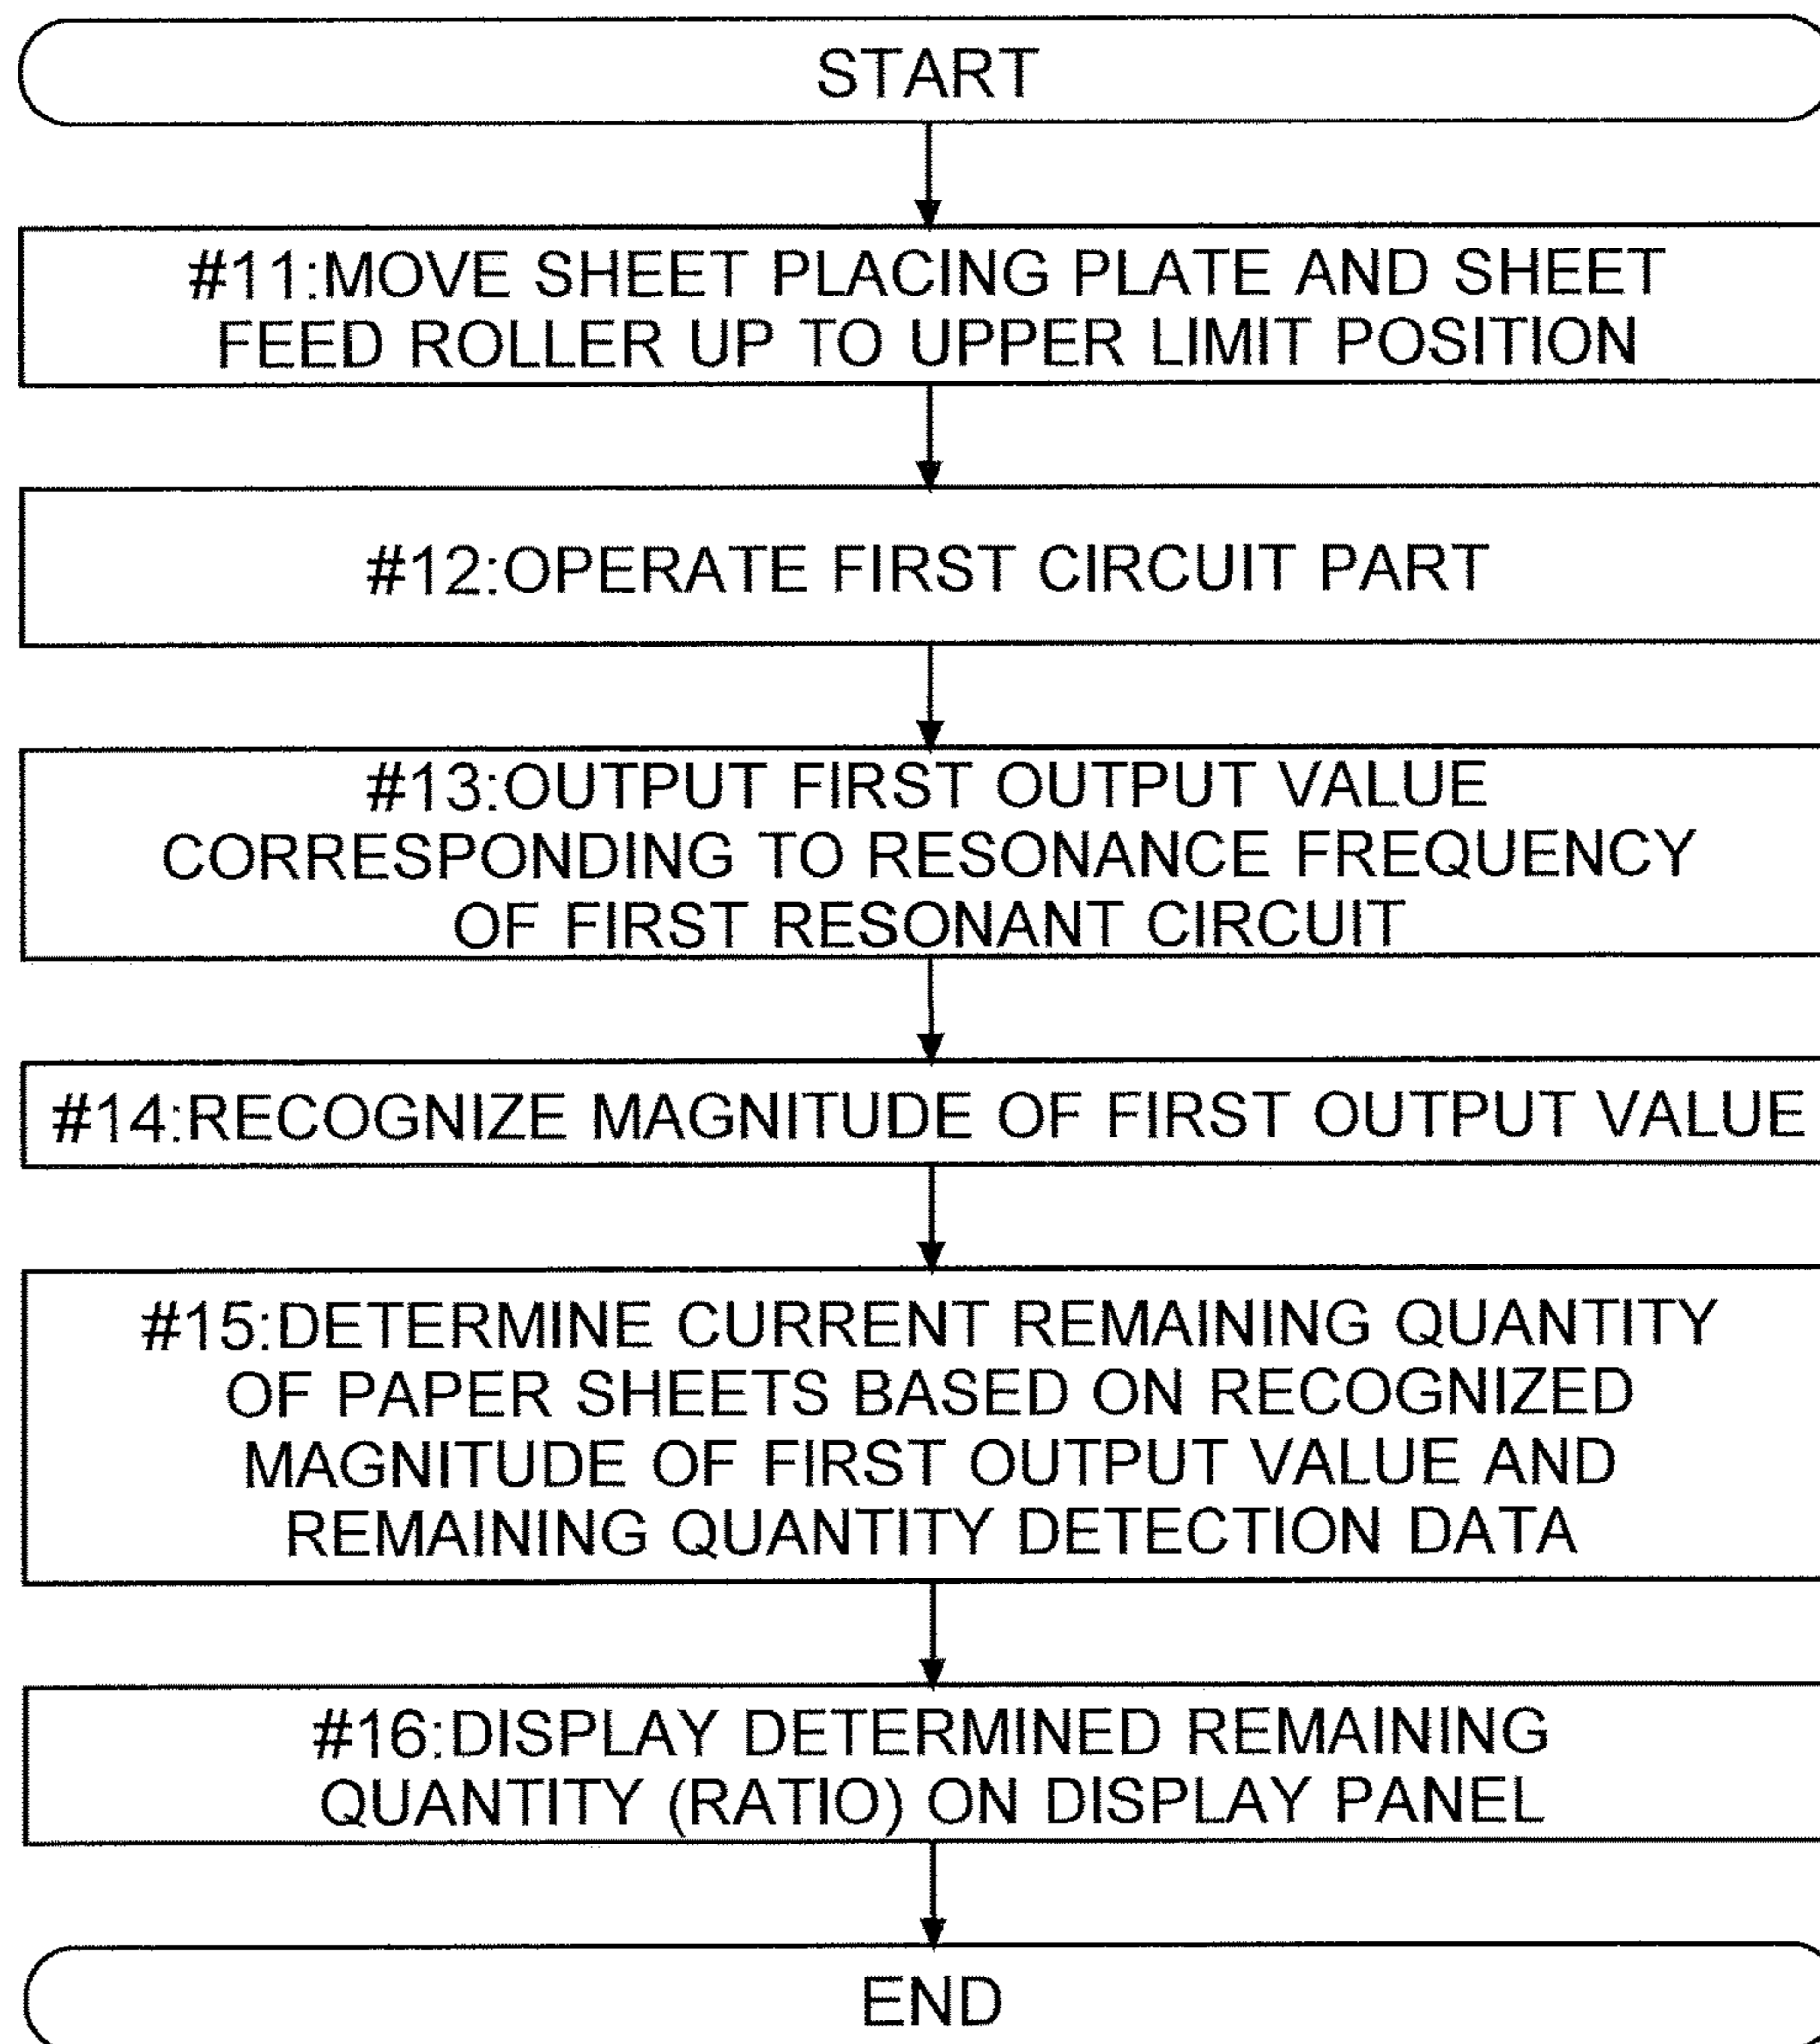 START
#11:MOVE SHEET PLACING PLATE AND SHEET
FEED ROLLER UP TO UPPER LIMIT POSITION
#12:OPERATE FIRST CIRCUIT PART
#13:OUTPUT FIRST OUTPUT VALUE
CORRESPONDING TO RESONANCE FREQUENCY
OF FIRST RESONANT CIRCUIT
#14:RECOGNIZE MAGNITUDE OF FIRST OUTPUT VALUE
#15:DETERMINE CURRENT REMAINING QUANTITY
OF PAPER SHEETS BASED ON RECOGNIZED
MAGNITUDE OF FIRST OUTPUT VALUE AND
REMAINING QUANTITY DETECTION DATA
#16:DISPLAY DETERMINED REMAINING
QUANTITY (RATIO) ON DISPLAY PANEL
END